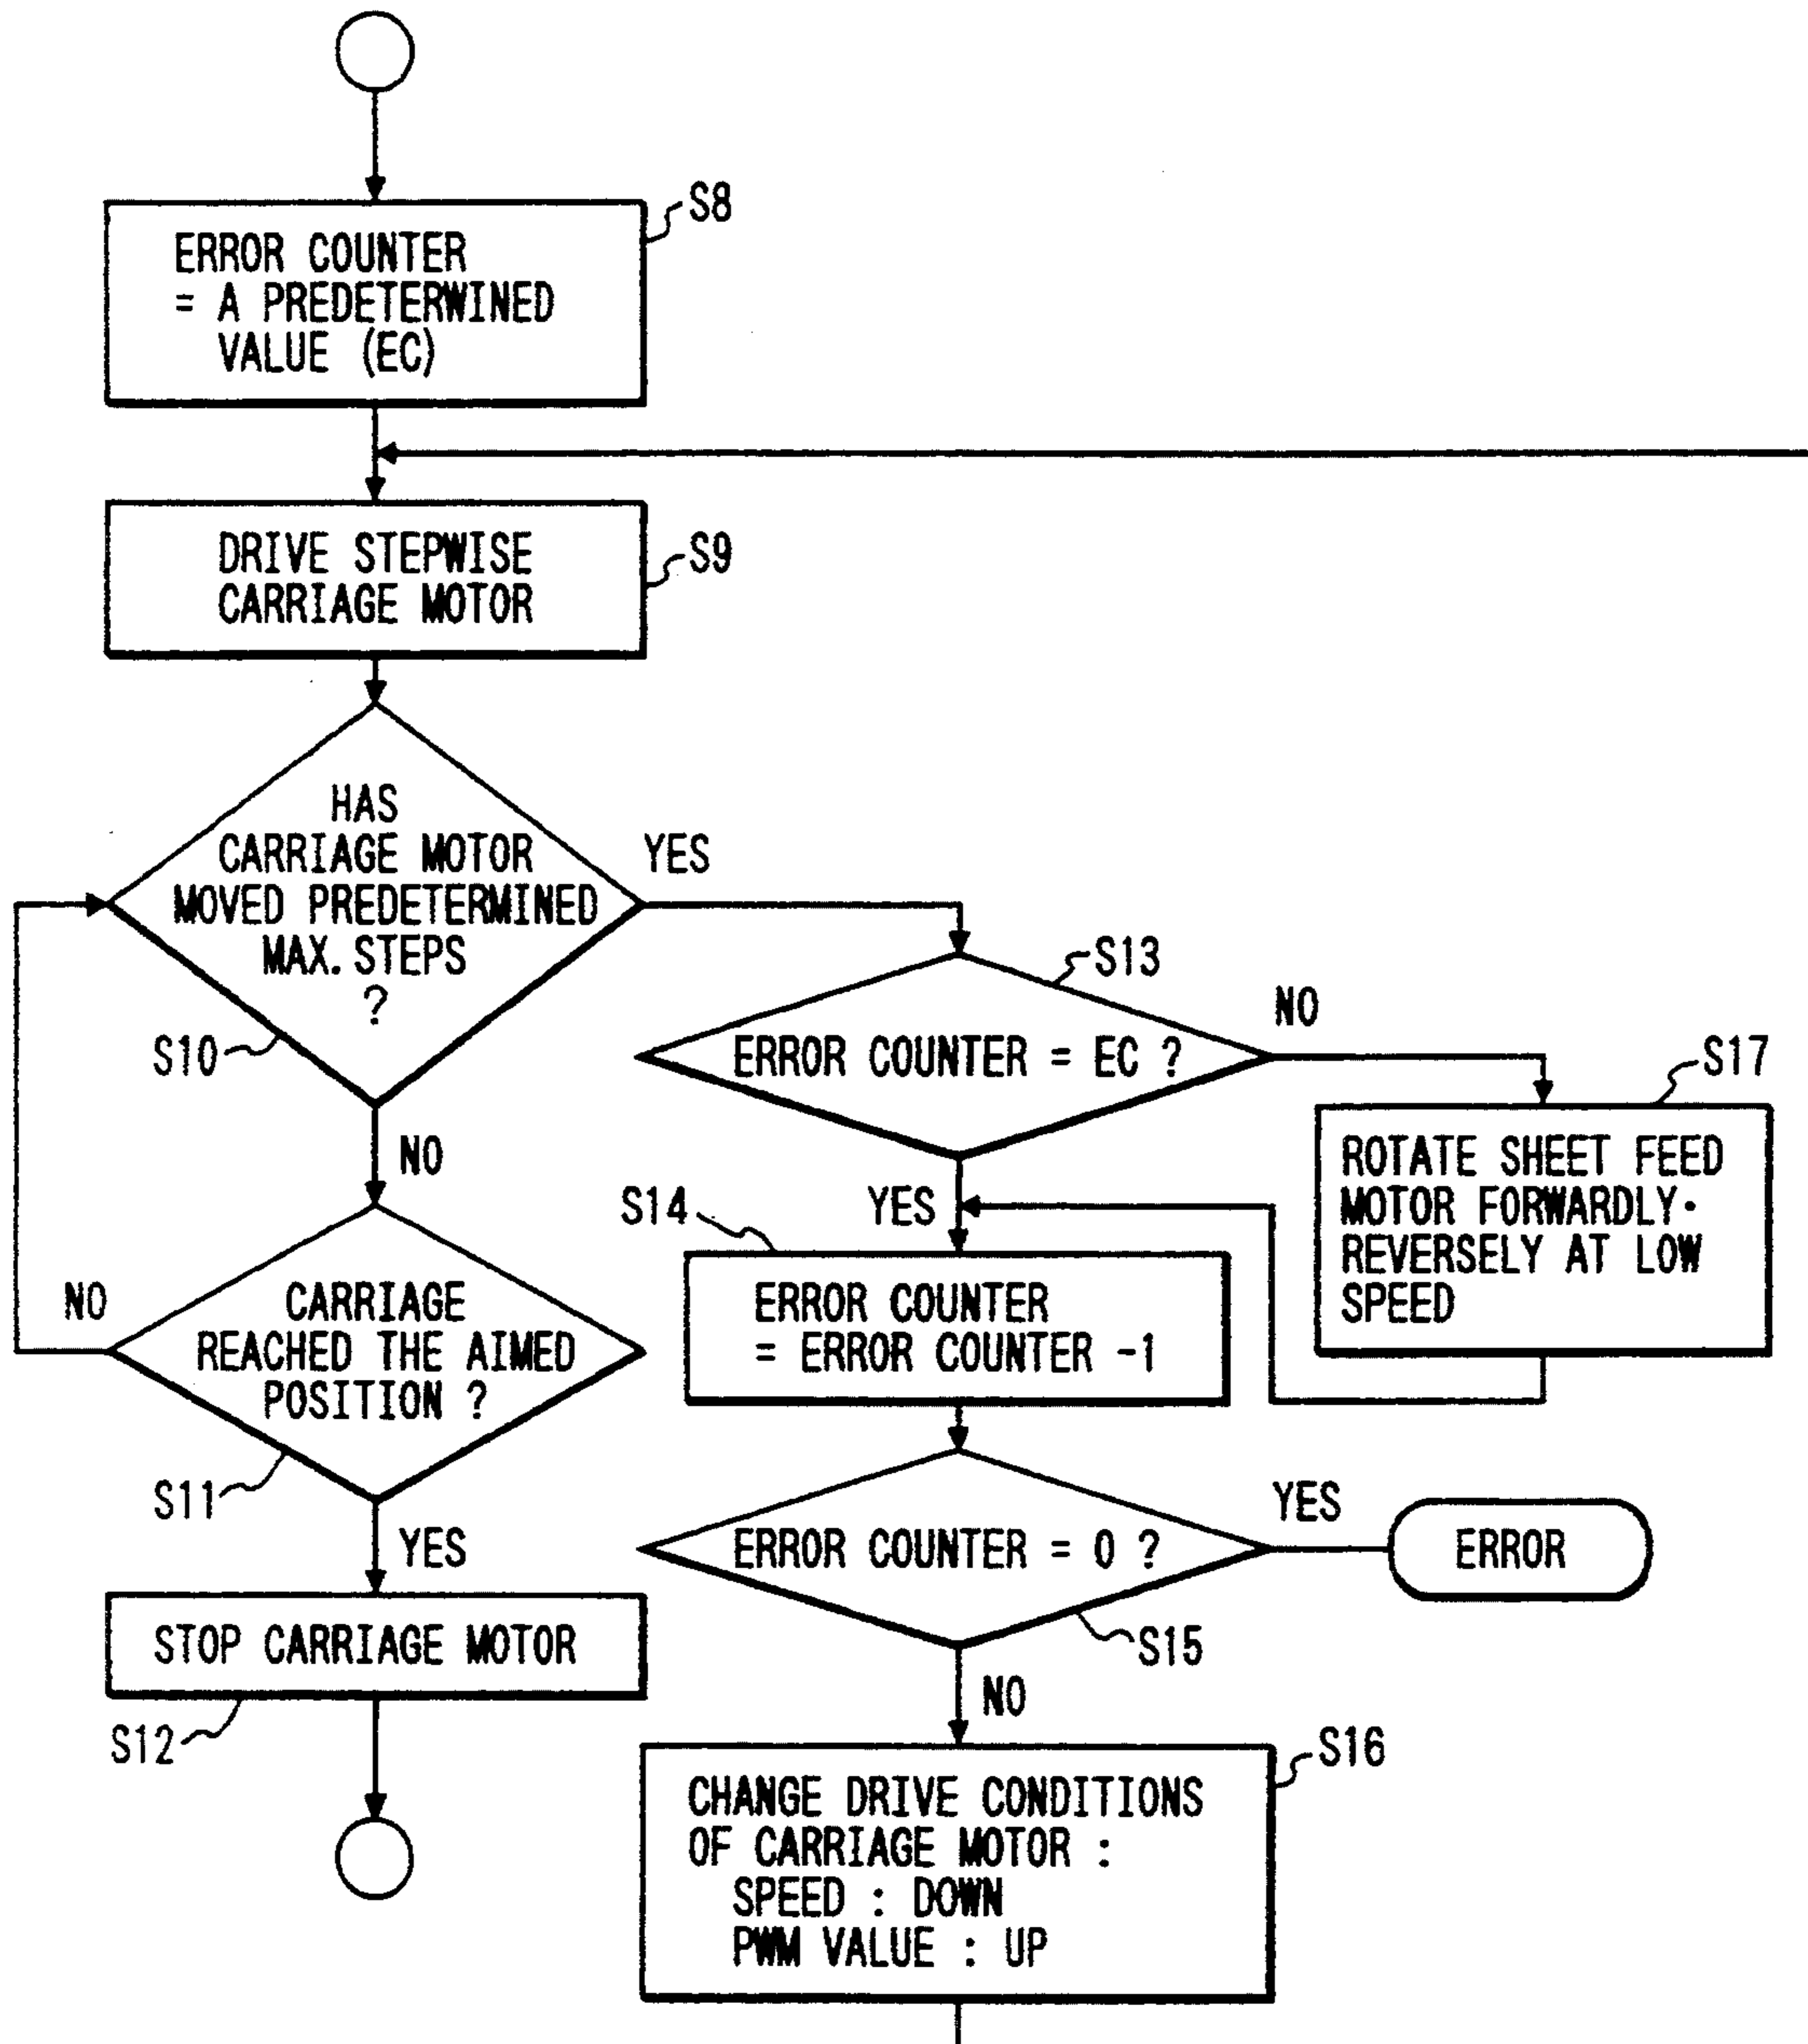 S8
ERROR COUNTER
= A PREDETERWINED
VALUE (EC)
DRIVE STEPWISE
CARRIAGE MOTOR
S9
HAS
CARRIAGE MOTOR
MOVED PREDETERMINED
MAX. STEPS
?
YES
S10
NO
S13
ERROR COUNTER = EC ?
NO
S17
ROTATE SHEET FEED
MOTOR FORWARDLY·
REVERSELY AT LOW
SPEED
YES
S14
ERROR COUNTER
= ERROR COUNTER -1
NO
CARRIAGE
REACHED THE AIMED
POSITION ?
S11
YES
ERROR COUNTER = 0 ?
YES
ERROR
S15
NO
STOP CARRIAGE MOTOR
S12
S16
CHANGE DRIVE CONDITIONS
OF CARRIAGE MOTOR :
SPEED : DOWN
PWM VALUE : UP